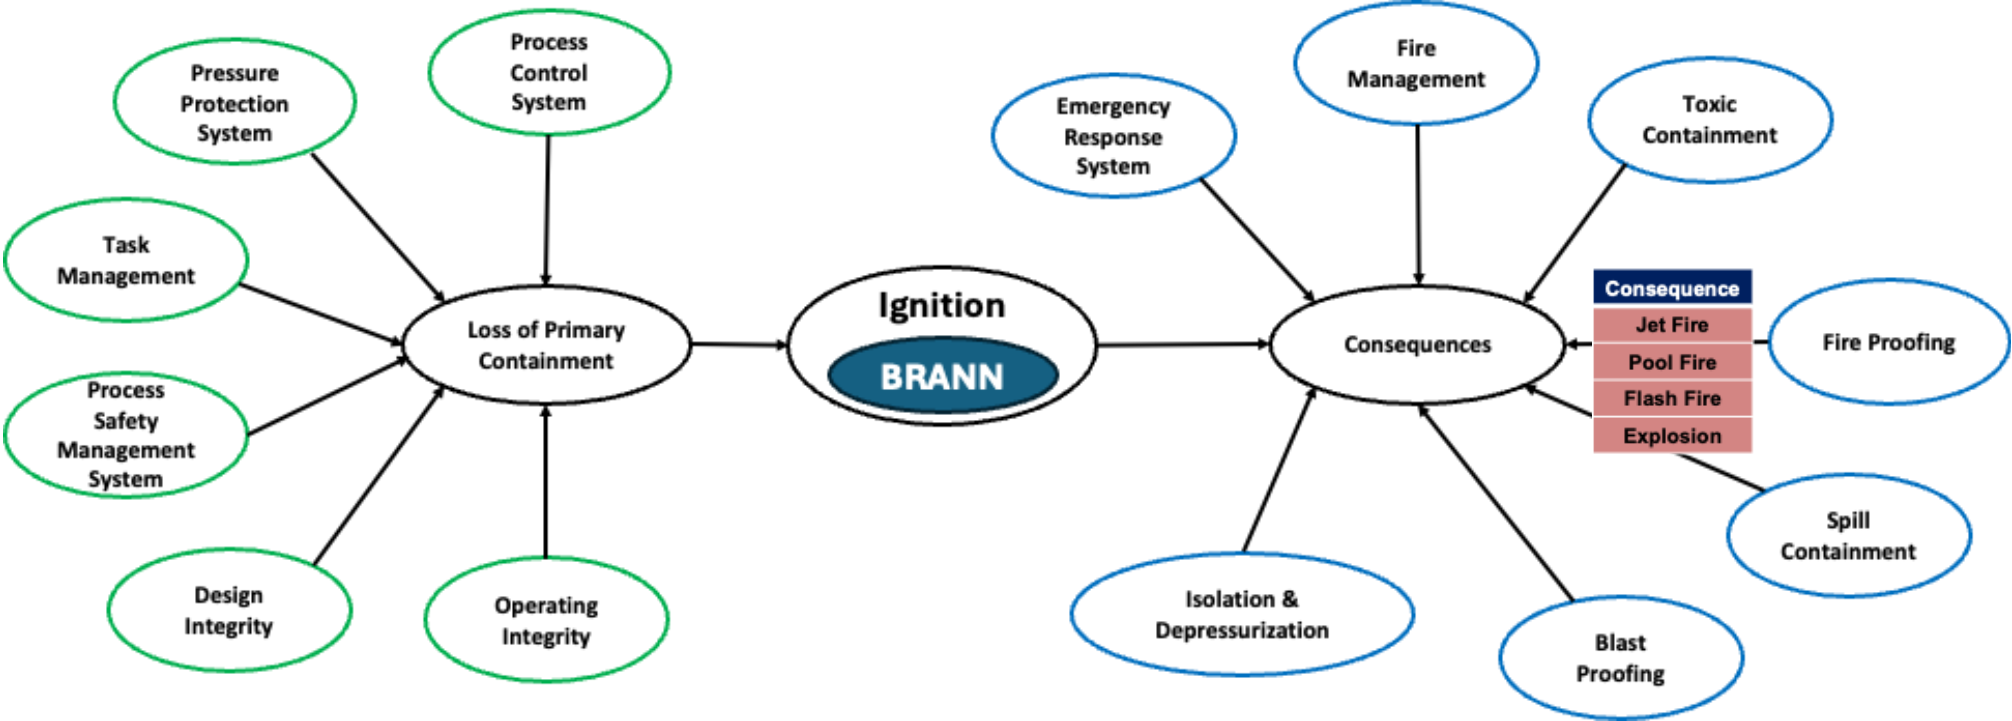 Pressure
Protection
System
Process
Control
System
Task
Management
Process
Safety
Management
System
Design
Integrity
Operating
Integrity
Loss of Primary
Containment
Ignition
BRANN
Emergency
Response
System
Fire
Management
Toxic
Containment
Consequences
Consequence
Jet Fire
Pool Fire
Flash Fire
Explosion
Fire Proofing
Spill
Containment
Isolation &
Depressurization
Blast
Proofing